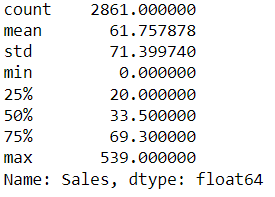 count    2861.000000
mean       61.757878
std        71.399740
min         0.000000
25%        20.000000
50%        33.500000
75%        69.300000
max       539.000000
Name: Sales, dtype: float64